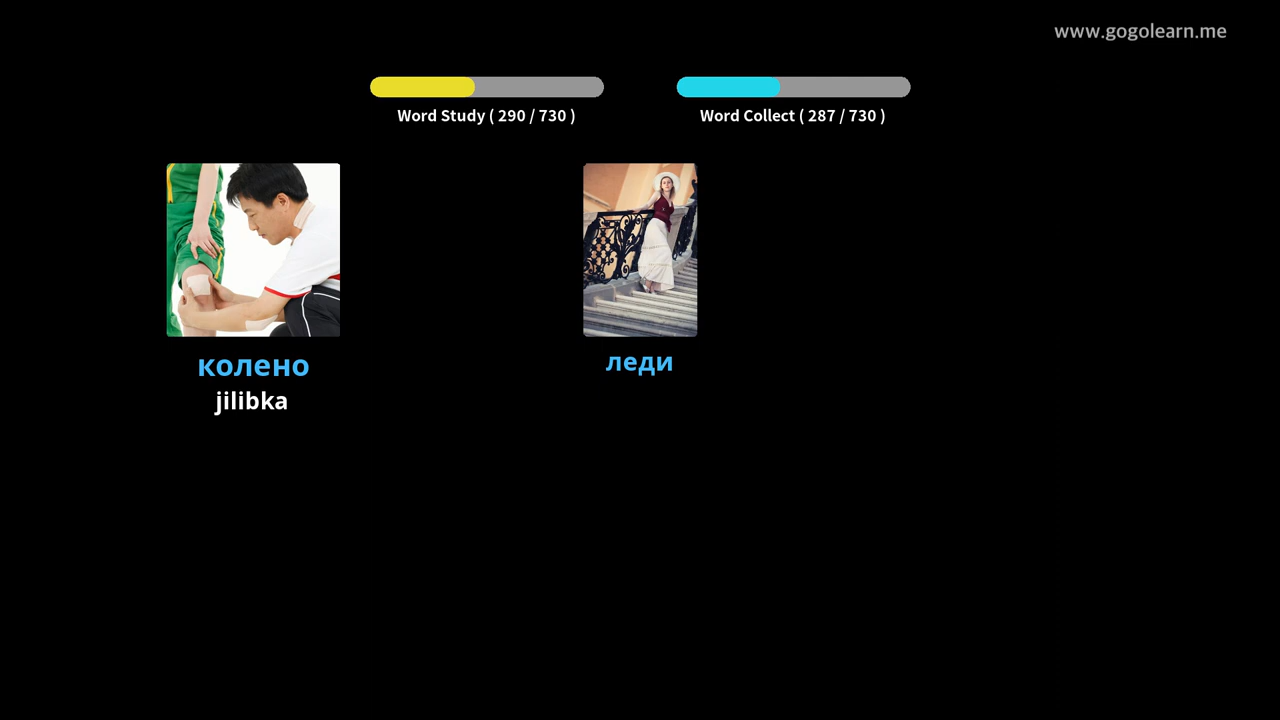 www.gogolearn.me
Word Study ( 290 / 730 )
Word Collect ( 287 / 730 )
колено
jilibka
леди